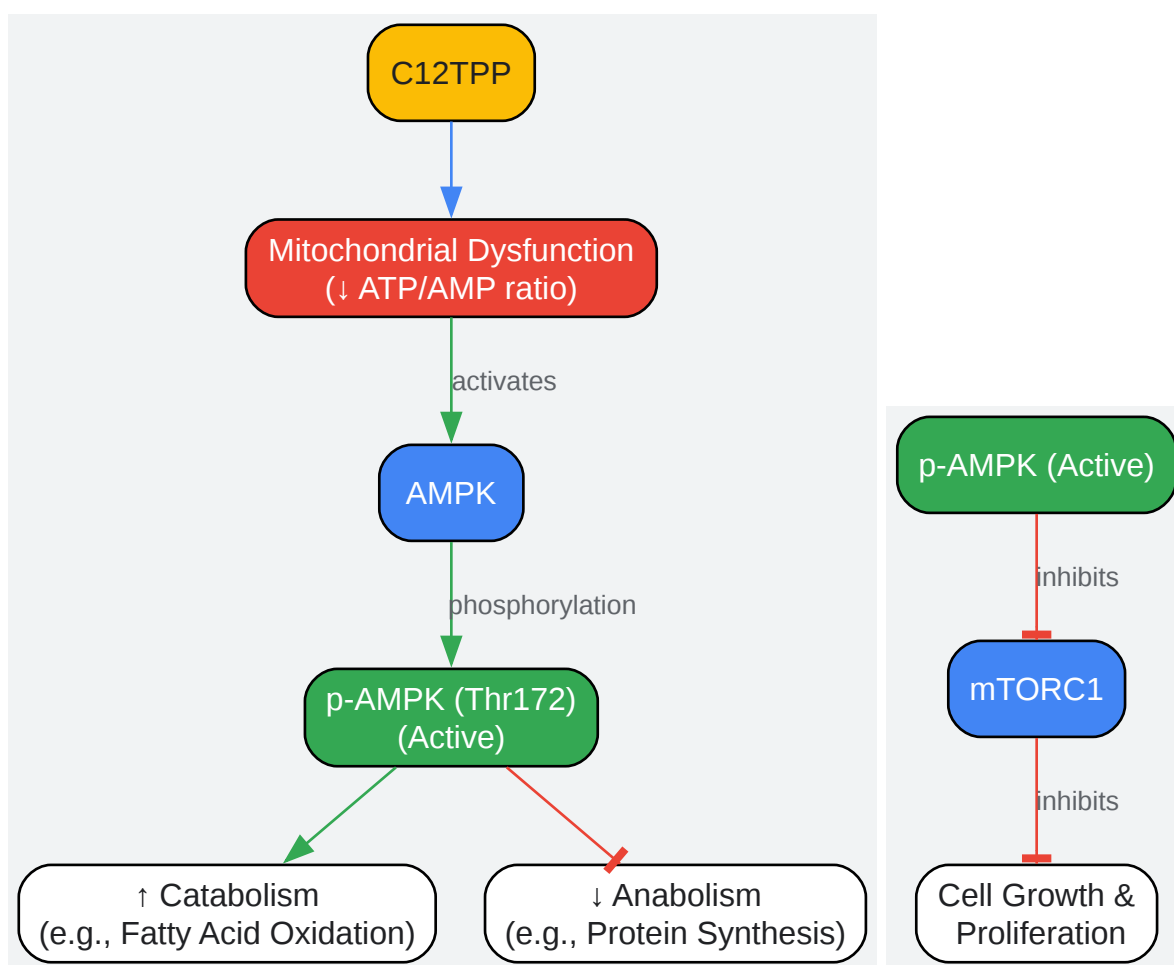 C12TPP
Mitochondrial Dysfunction
(↓ ATP/AMP ratio)
activates
AMPK
phosphorylation
p-AMPK (Thr172)
(Active)
↑ Catabolism
(e.g., Fatty Acid Oxidation)
↓ Anabolism
(e.g., Protein Synthesis)
p-AMPK (Active)
inhibits
mTORC1
inhibits
Cell Growth &
Proliferation